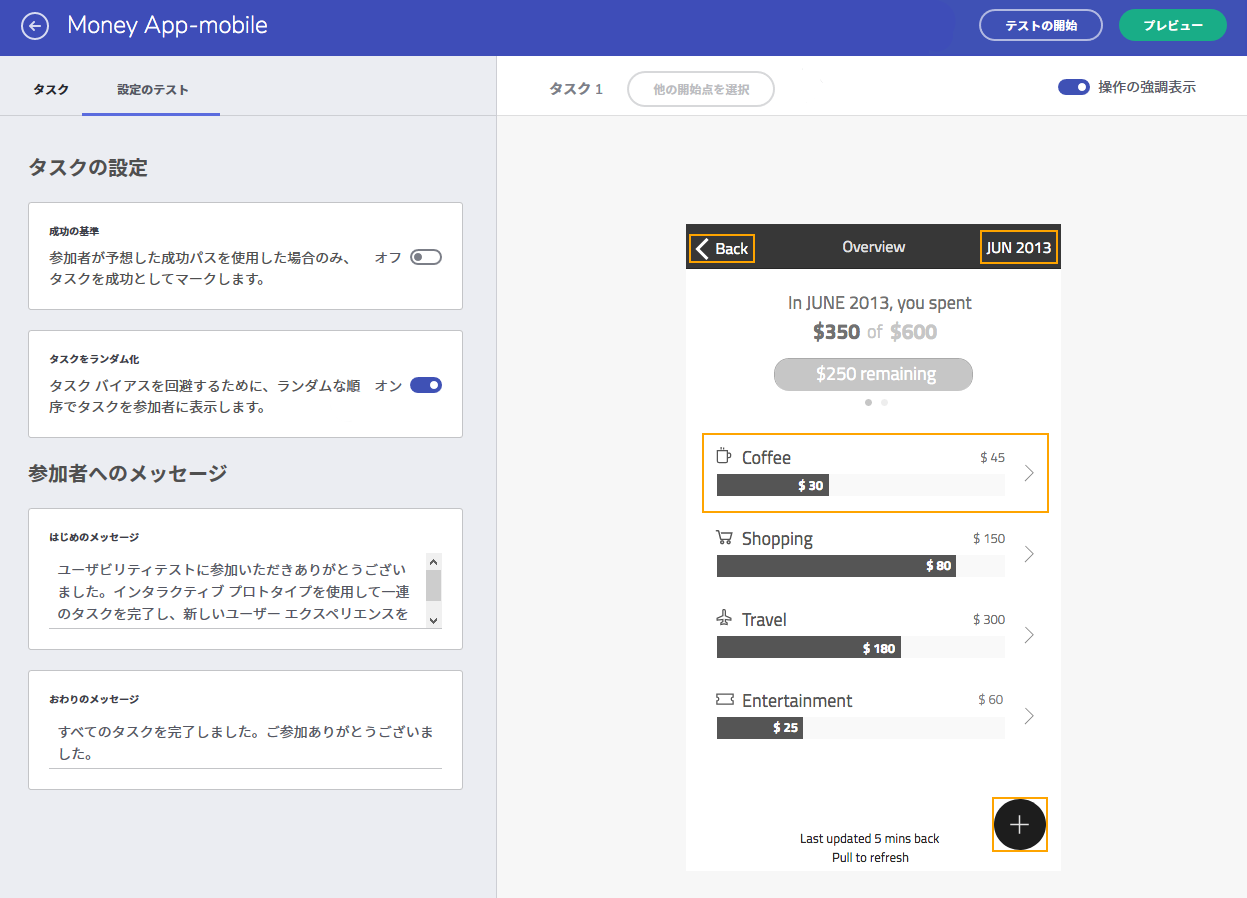 Money App-mobile
テストの開始
プレビュー
タスク
設定のテスト
タスク 1
他の開始点を選択
操作の強調表示
タスクの設定
成功の基準
参加者が予想した成功パスを使用した場合のみ、
タスクを成功としてマークします。
オフ
タスクをランダム化
タスク バイアスを回避するために、ランダムな順
序でタスクを参加者に表示します。
オン
参加者へのメッセージ
はじめのメッセージ
ユーザビリティテストに参加いただきありがとうござい
ました。インタラクティブ プロトタイプを使用して一連
のタスクを完了し、新しいユーザー エクスペリエンスを
おわりのメッセージ
すべてのタスクを完了しました。ご参加ありがとうございま
した。
Back
Overview
JUN 2013
In JUNE 2013, you spent
$350 of $600
$250 remaining
Coffee
$ 45
$ 30
Shopping
$ 150
$ 80
Travel
$ 300
$ 180
Entertainment
$ 60
$ 25
Last updated 5 mins back
Pull to refresh